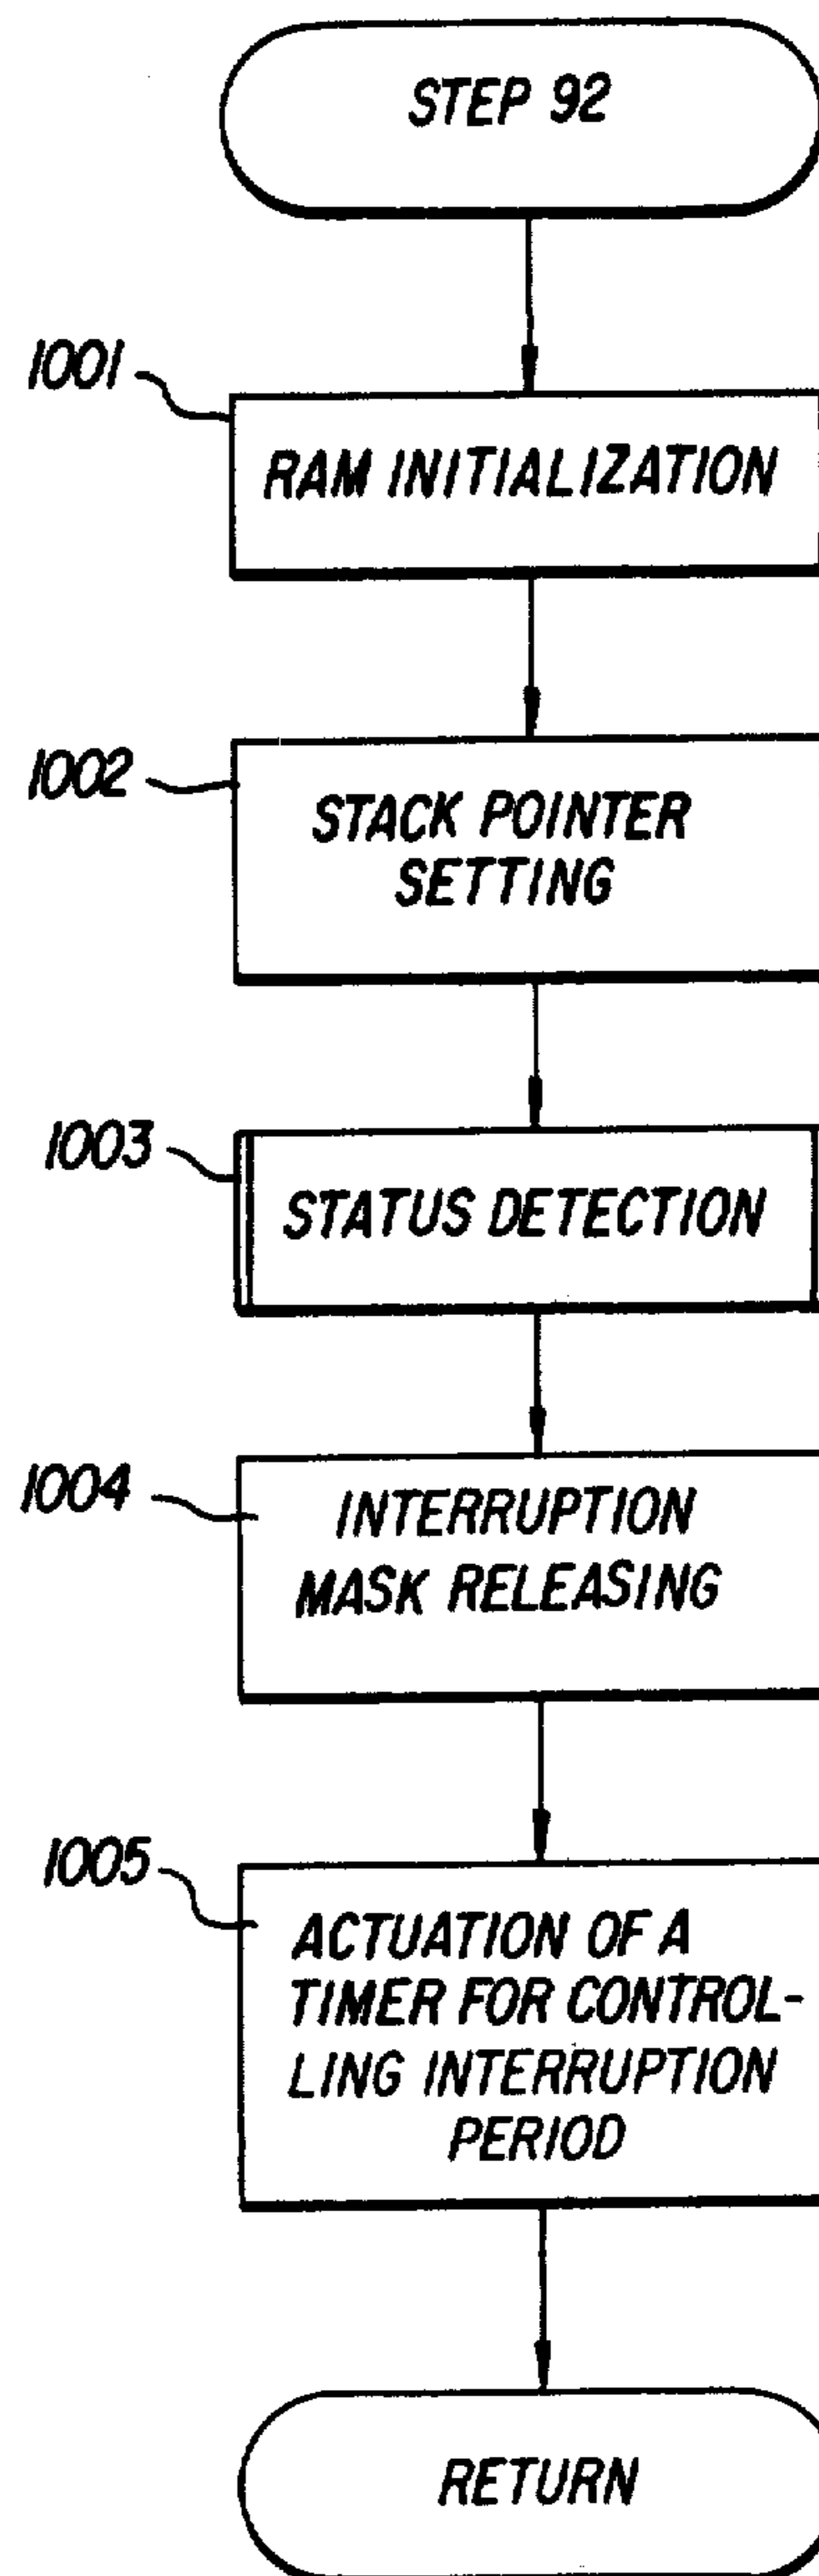 STEP 92
1001
RAM INITIALIZATION
1002
STACK POINTER
SETTING
1003
STATUS DETECTION
1004
INTERRUPTION
MASK RELEASING
1005
ACTUATION OF A
TIMER FOR CONTROL-
LING INTERRUPTION
PERIOD
RETURN